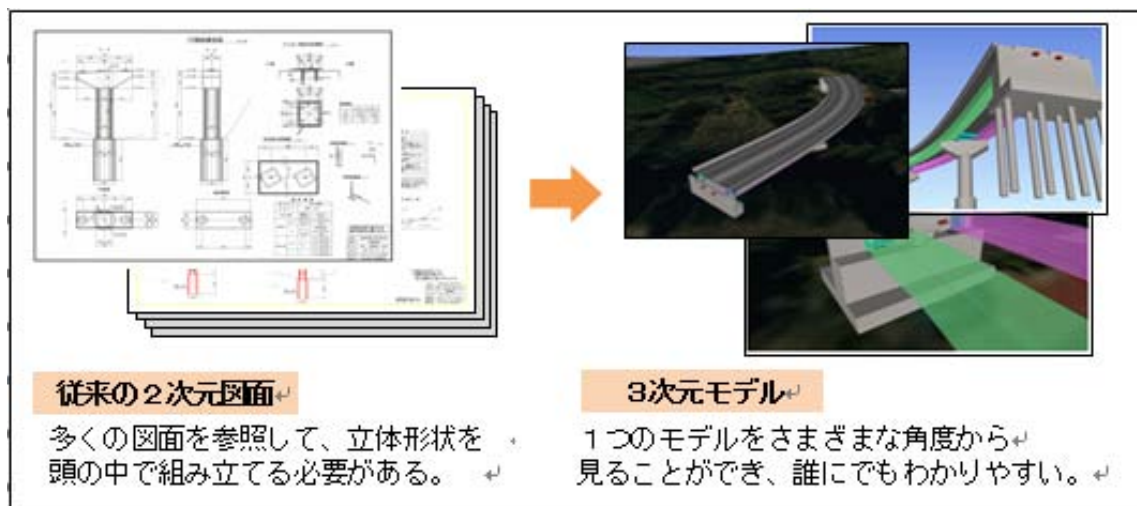 従来の２次元図面
多くの図面を参照して、立体形状を
頭の中で組み立てる必要がある。
３次元モデル
１つのモデルをさまざまな角度から
見ることができ、誰にでもわかりやすい。